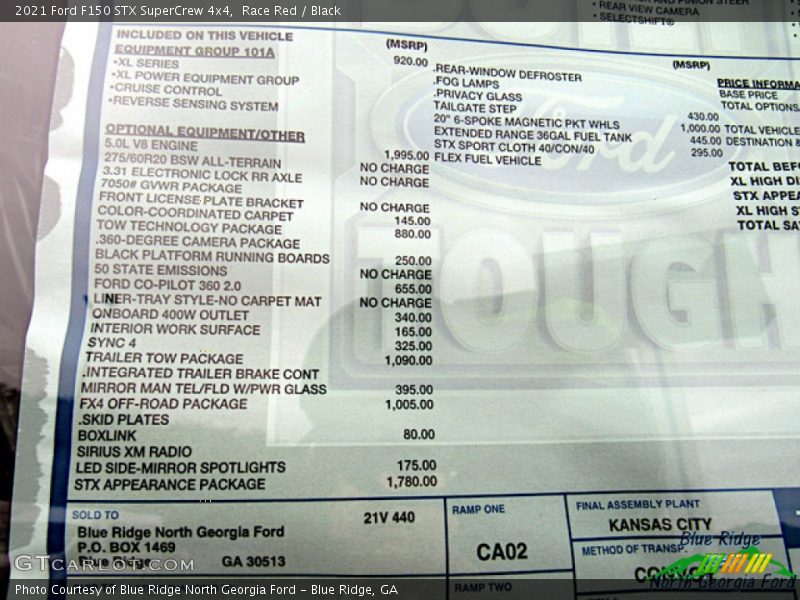 2021 Ford F150 STX SuperCrew 4x4, Race Red / Black
AND PINION STEER
• REAR VIEW CAMERA
• SELECTSHIFT®
INCLUDED ON THIS VEHICLE
(MSRP)
EQUIPMENT GROUP 101A
•XL SERIES
920.00
•XL POWER EQUIPMENT GROUP
•CRUISE CONTROL
•REVERSE SENSING SYSTEM
OPTIONAL EQUIPMENT/OTHER
5.0L V8 ENGINE
1,995.00
275/60R20 BSW ALL-TERRAIN
NO CHARGE
3.31 ELECTRONIC LOCK RR AXLE
NO CHARGE
7050# GVWR PACKAGE
FRONT LICENSE PLATE BRACKET
NO CHARGE
COLOR-COORDINATED CARPET
145.00
TOW TECHNOLOGY PACKAGE
880.00
.360-DEGREE CAMERA PACKAGE
BLACK PLATFORM RUNNING BOARDS
250.00
50 STATE EMISSIONS
NO CHARGE
FORD CO-PILOT 360 2.0
655.00
LINER-TRAY STYLE-NO CARPET MAT
NO CHARGE
ONBOARD 400W OUTLET
340.00
INTERIOR WORK SURFACE
165.00
SYNC 4
325.00
TRAILER TOW PACKAGE
1,090.00
.INTEGRATED TRAILER BRAKE CONT
MIRROR MAN TEL/FLD W/PWR GLASS
395.00
FX4 OFF-ROAD PACKAGE
1,005.00
.SKID PLATES
BOXLINK
80.00
SIRIUS XM RADIO
LED SIDE-MIRROR SPOTLIGHTS
175.00
STX APPEARANCE PACKAGE
1,780.00
(MSRP)
.REAR-WINDOW DEFROSTER
.FOG LAMPS
.PRIVACY GLASS
TAILGATE STEP
20" 6-SPOKE MAGNETIC PKT WHLS
430.00
EXTENDED RANGE 36GAL FUEL TANK
1,000.00
STX SPORT CLOTH 40/CON/40
445.00
FLEX FUEL VEHICLE
295.00
PRICE INFORMA
BASE PRICE
TOTAL OPTIONS
TOTAL VEHICLE
DESTINATION &
TOTAL BEF
XL HIGH DI
STX APPEA
XL HIGH S
TOTAL SA
Ford
TOUGH
SOLD TO
21V 440
Blue Ridge North Georgia Ford
P.O. BOX 1469
Blue Ridge GA 30513
RAMP ONE
CA02
RAMP TWO
FINAL ASSEMBLY PLANT
KANSAS CITY
METHOD OF TRANSP.
Blue Ridge
North Georgia Ford
GTcarlot.com
Photo Courtesy of Blue Ridge North Georgia Ford – Blue Ridge, GA